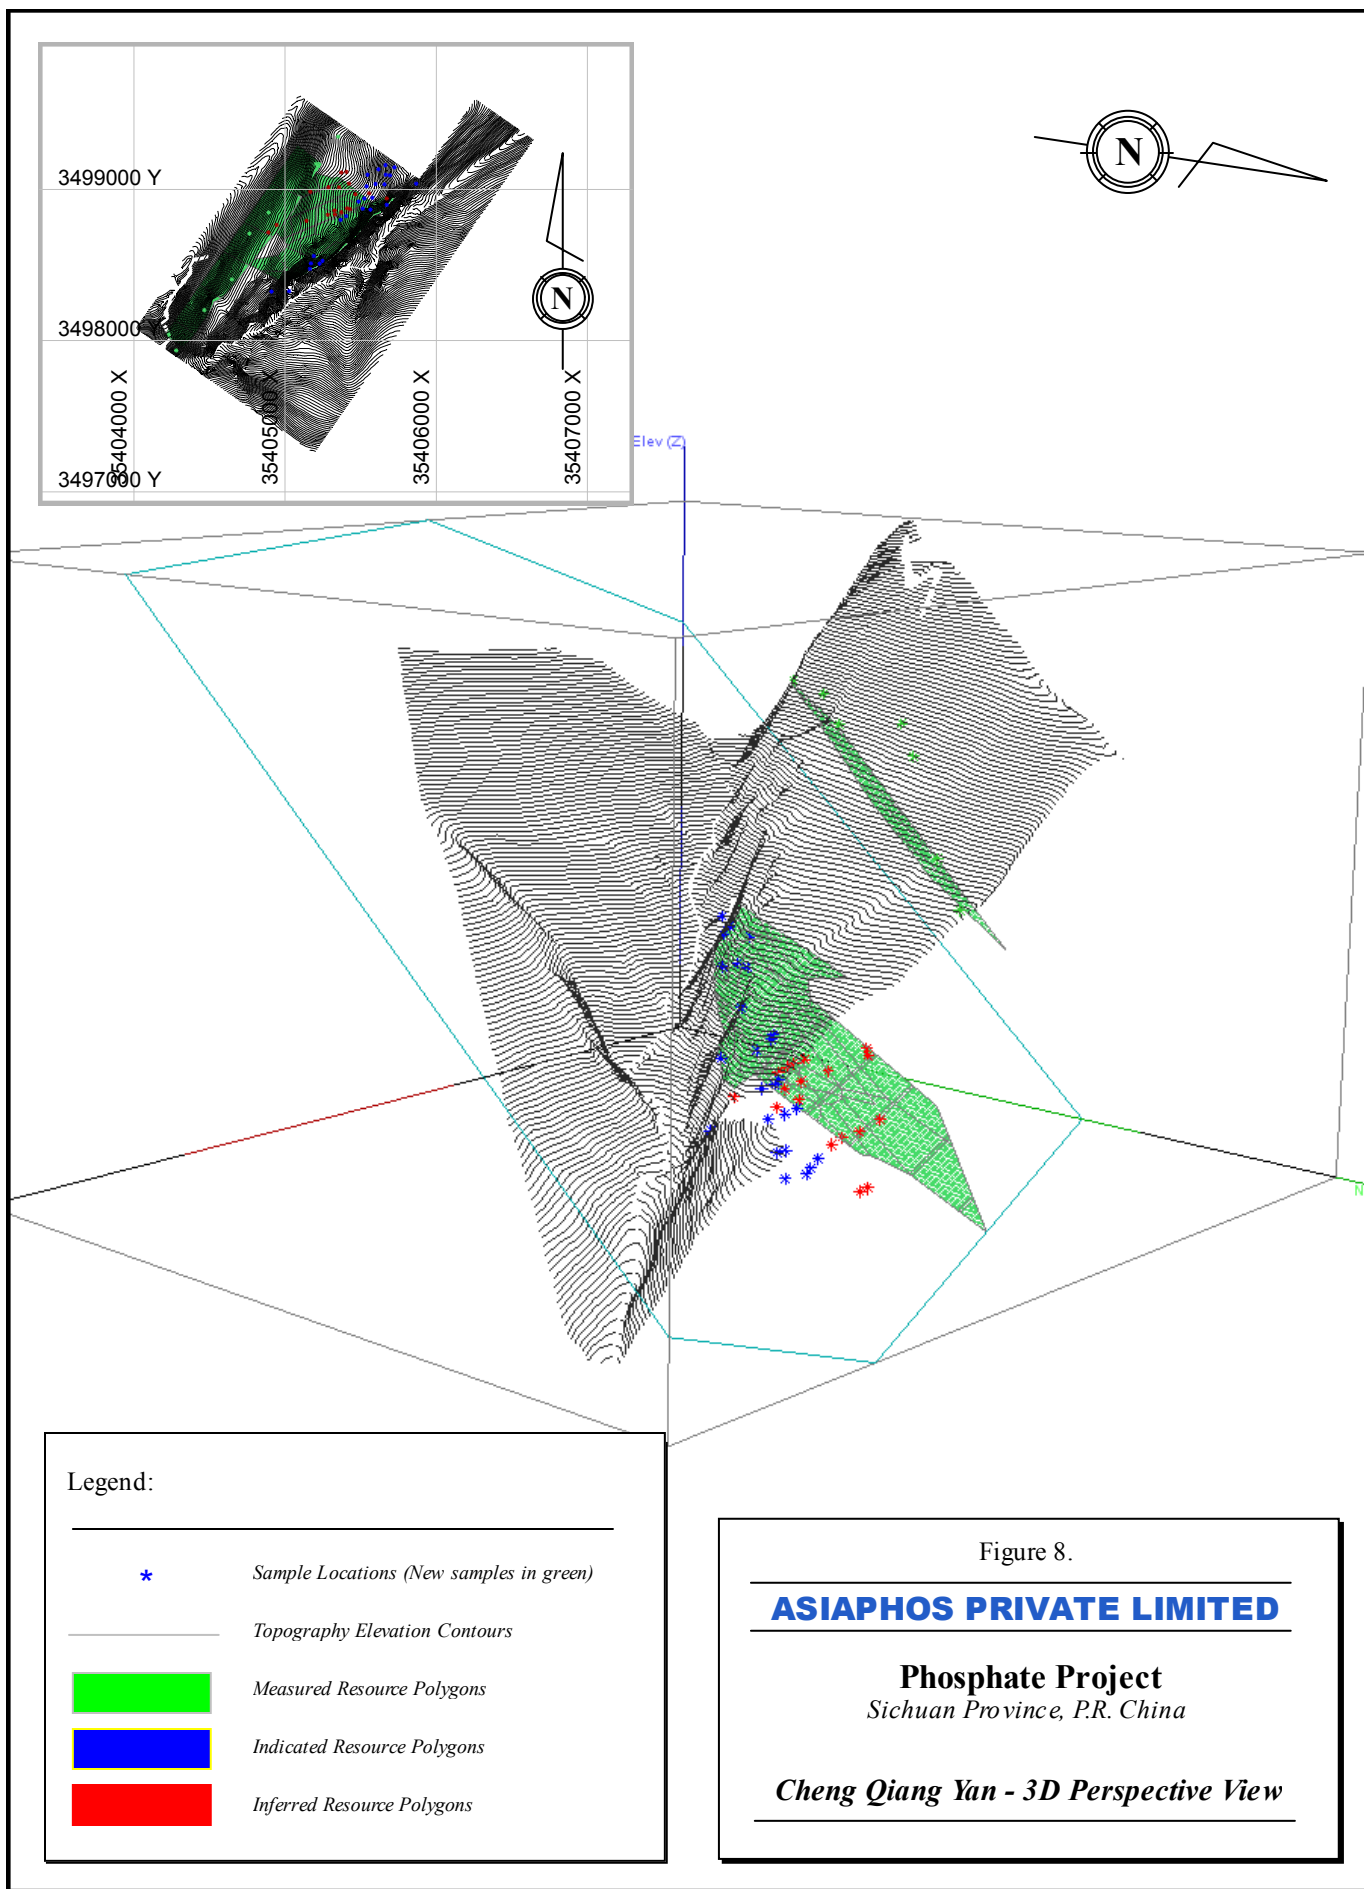 3499000 Y
3498000 Y
3497000 Y
35404000 X
35405000 X
35406000 X
35407000 X
N
N
Elev (Z)
N
Legend:
* Sample Locations (New samples in green)
Topography Elevation Contours
Measured Resource Polygons
Indicated Resource Polygons
Inferred Resource Polygons
Figure 8.
ASIAPHOS PRIVATE LIMITED
Phosphate Project
Sichuan Province, P.R. China
Cheng Qiang Yan - 3D Perspective View